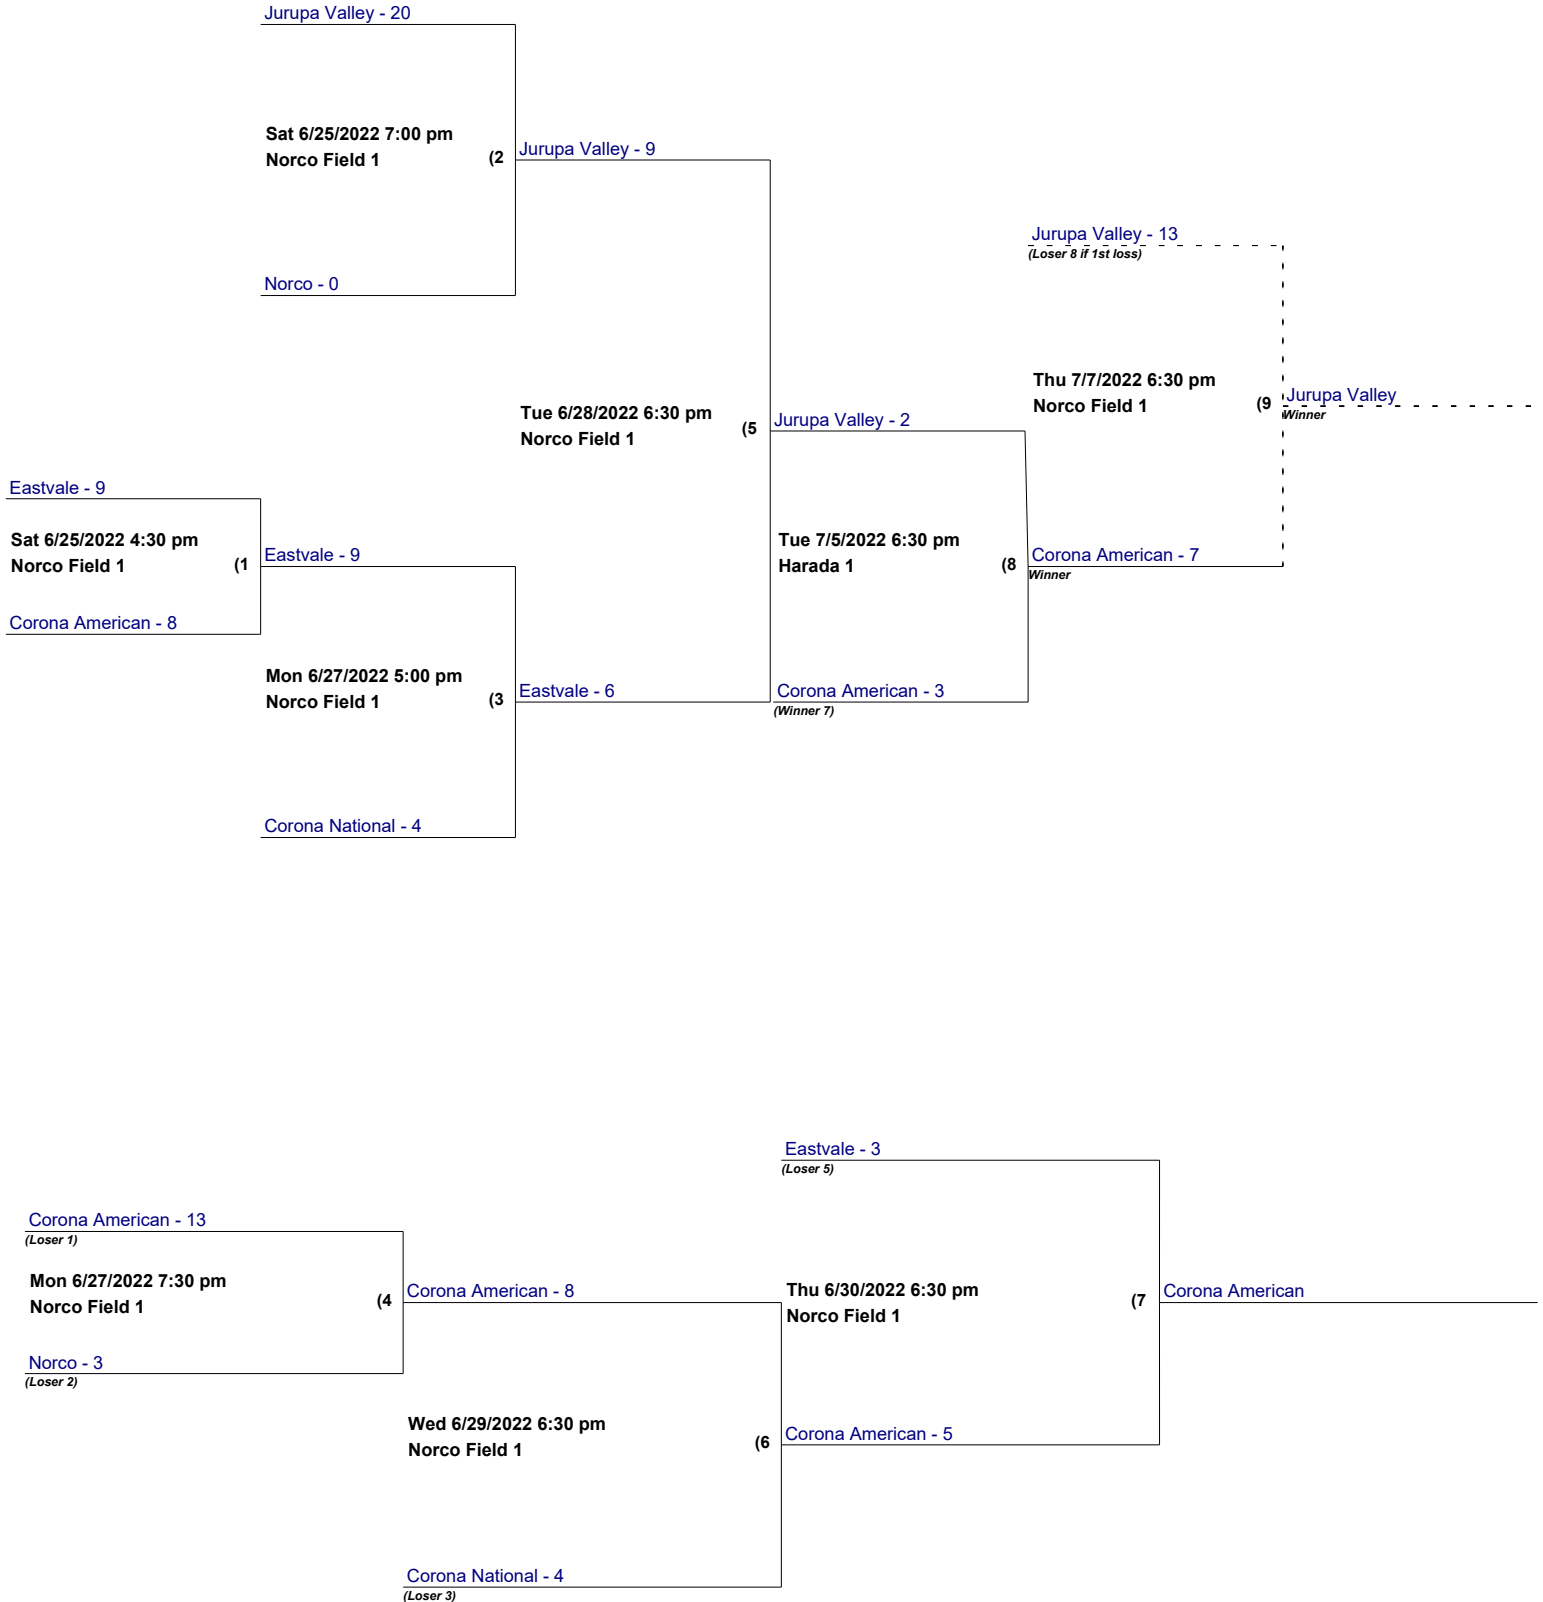 Jurupa Valley - 20
Sat 6/25/2022 7:00 pm
Norco Field 1 (2
Jurupa Valley - 9
Norco - 0
Jurupa Valley - 13
(Loser 8 if 1st loss)
Thu 7/7/2022 6:30 pm
Norco Field 1 (9
Jurupa Valley
Winner
Tue 6/28/2022 6:30 pm
Norco Field 1 (5
Jurupa Valley - 2
Eastvale - 9
Sat 6/25/2022 4:30 pm
Norco Field 1 (1
Eastvale - 9
Tue 7/5/2022 6:30 pm
Harada 1 (8
Corona American - 7
Winner
Corona American - 8
Mon 6/27/2022 5:00 pm
Norco Field 1 (3
Eastvale - 6
Corona American - 3
(Winner 7)
Corona National - 4
Eastvale - 3
(Loser 5)
Corona American - 13
(Loser 1)
Mon 6/27/2022 7:30 pm
Norco Field 1 (4
Corona American - 8
Thu 6/30/2022 6:30 pm
Norco Field 1 (7
Corona American
Norco - 3
(Loser 2)
Wed 6/29/2022 6:30 pm
Norco Field 1 (6
Corona American - 5
Corona National - 4
(Loser 3)